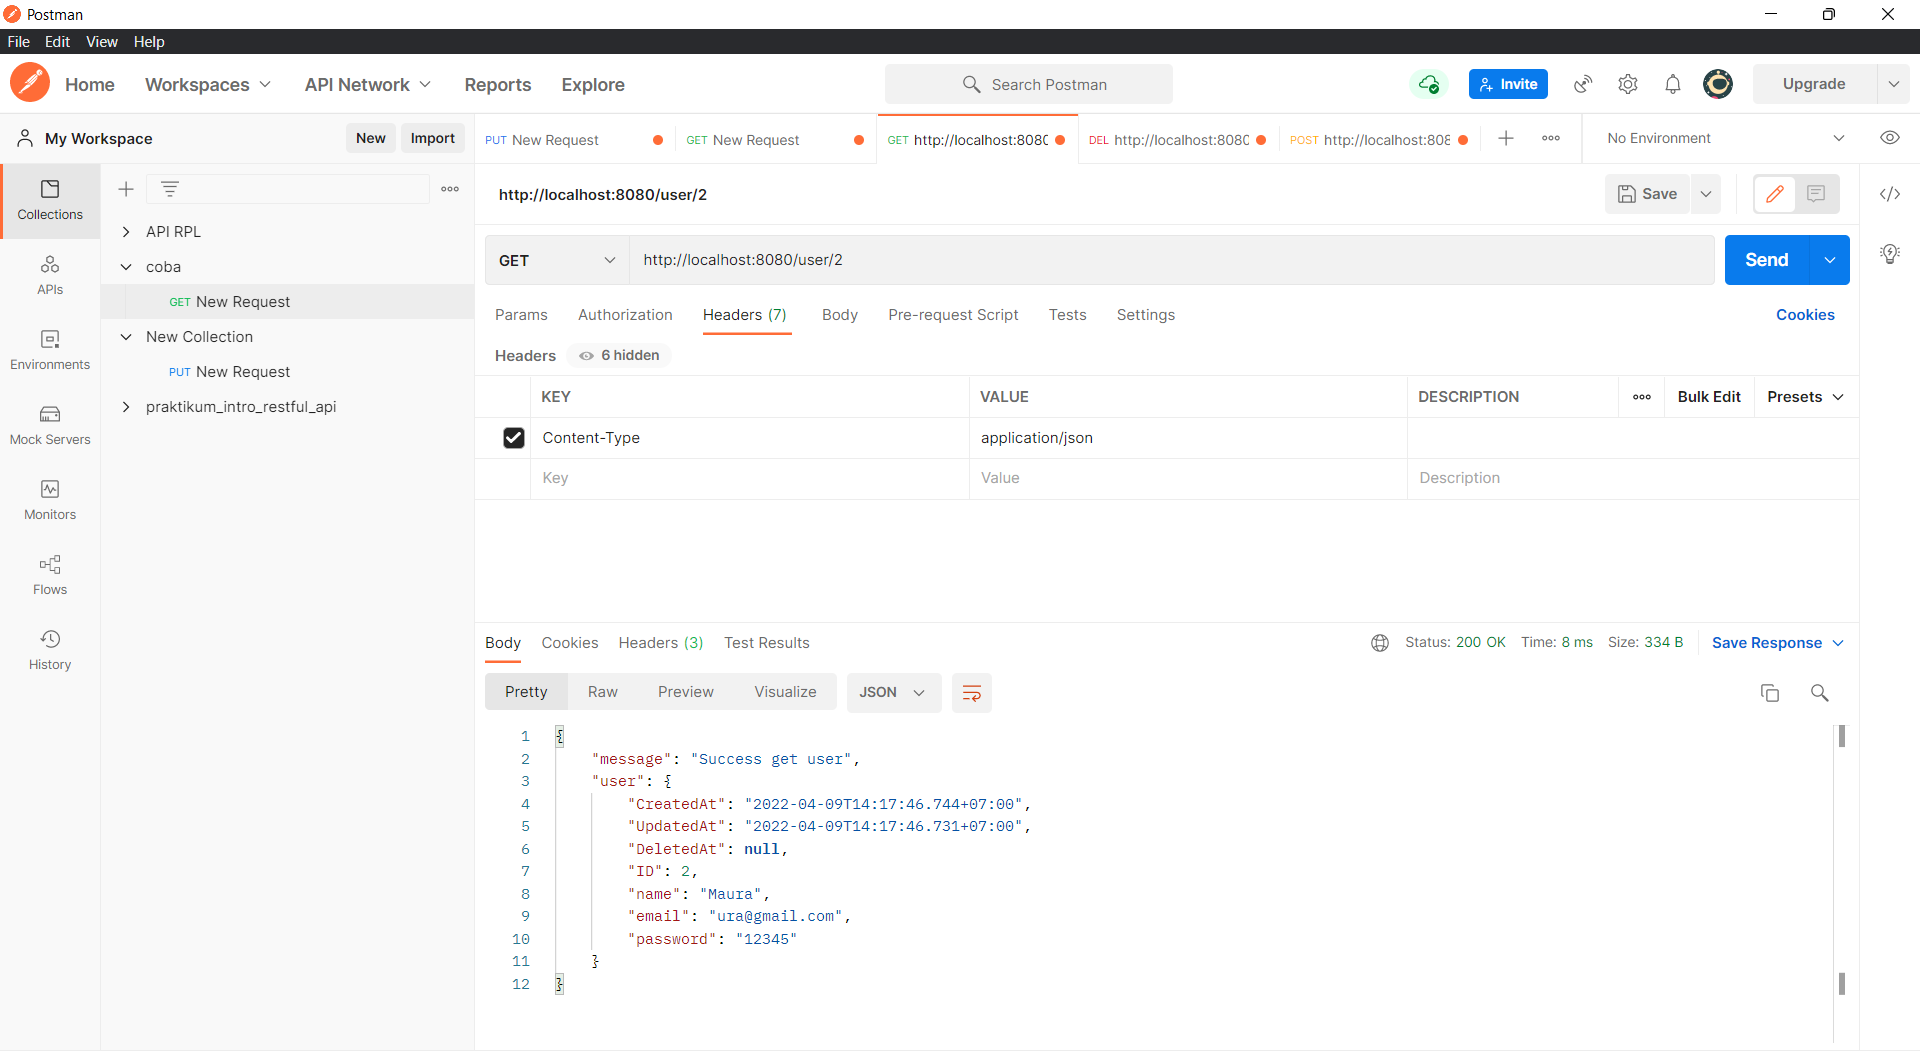 Postman
File Edit View Help
Home Workspaces API Network Reports Explore Search Postman Invite Upgrade
My Workspace New Import
PUT New Request GET New Request GET http://localhost:8080 DEL http://localhost:8080 POST http://localhost:808 No Environment
Collections
APIs
Environments
Mock Servers
Monitors
Flows
History
API RPL
coba
GET New Request
New Collection
PUT New Request
praktikum_intro_restful_api
http://localhost:8080/user/2 Save
GET http://localhost:8080/user/2 Send
Params Authorization Headers (7) Body Pre-request Script Tests Settings Cookies
Headers 6 hidden
KEY VALUE DESCRIPTION Bulk Edit Presets
Content-Type application/json
Key Value Description
Body Cookies Headers (3) Test Results Status: 200 OK Time: 8 ms Size: 334 B Save Response
Pretty Raw Preview Visualize JSON
1 {
2 "message": "Success get user",
3 "user": {
4 "CreatedAt": "2022-04-09T14:17:46.744+07:00",
5 "UpdatedAt": "2022-04-09T14:17:46.731+07:00",
6 "DeletedAt": null,
7 "ID": 2,
8 "name": "Maura",
9 "email": "ura@gmail.com",
10 "password": "12345"
11 }
12 }